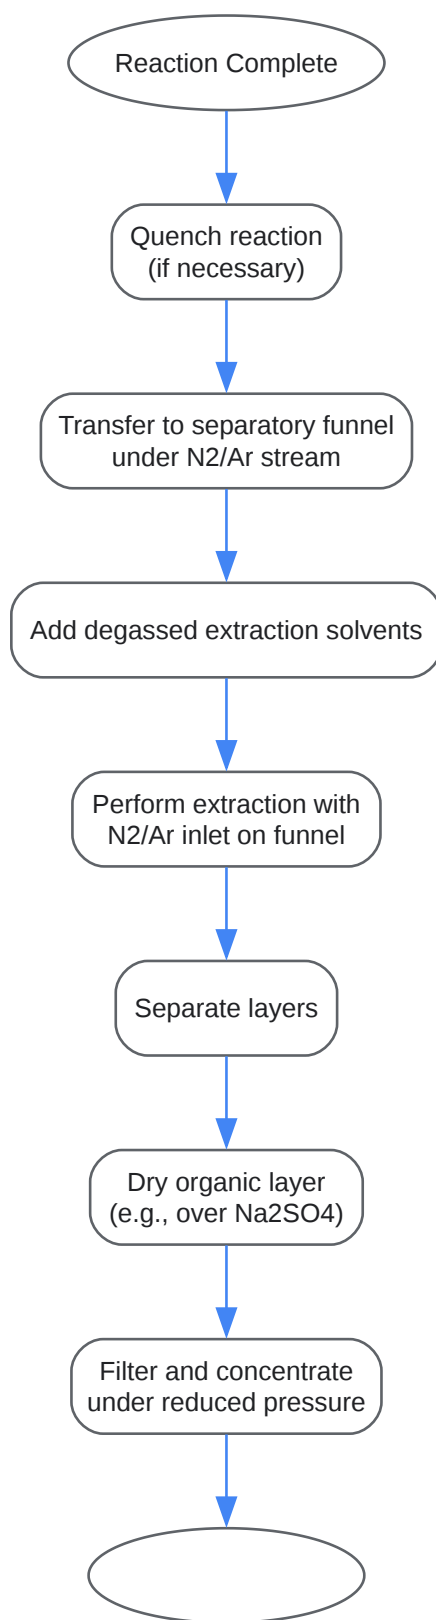 Reaction Complete
Quench reaction
(if necessary)
Transfer to separatory funnel
under N2/Ar stream
Add degassed extraction solvents
Perform extraction with
N2/Ar inlet on funnel
Separate layers
Dry organic layer
(e.g., over Na2SO4)
Filter and concentrate
under reduced pressure